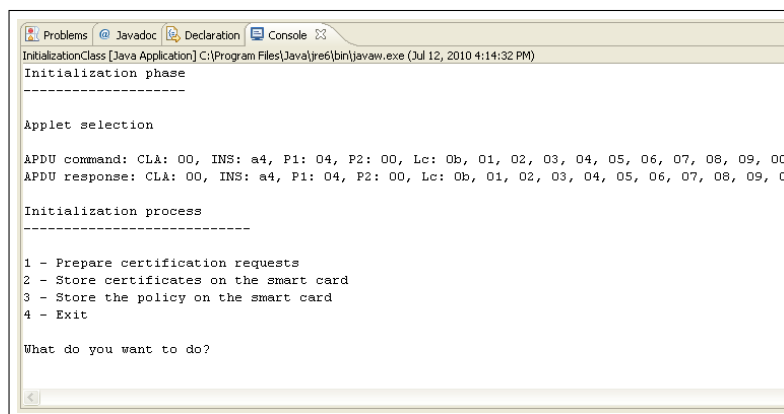 Problems @ Javadoc Declaration Console
InitializationClass [Java Application] C:\Program Files\Java\jre6\bin\javaw.exe (Jul 12, 2010 4:14:32 PM)
Initialization phase
--------------------
Applet selection
APDU command: CLA: 00, INS: a4, P1: 04, P2: 00, Lc: 0b, 01, 02, 03, 04, 05, 06, 07, 08, 09, 00
APDU response: CLA: 00, INS: a4, P1: 04, P2: 00, Lc: 0b, 01, 02, 03, 04, 05, 06, 07, 08, 09,
Initialization process
----------------------------
1 - Prepare certification requests
2 - Store certificates on the smart card
3 - Store the policy on the smart card
4 - Exit
What do you want to do?